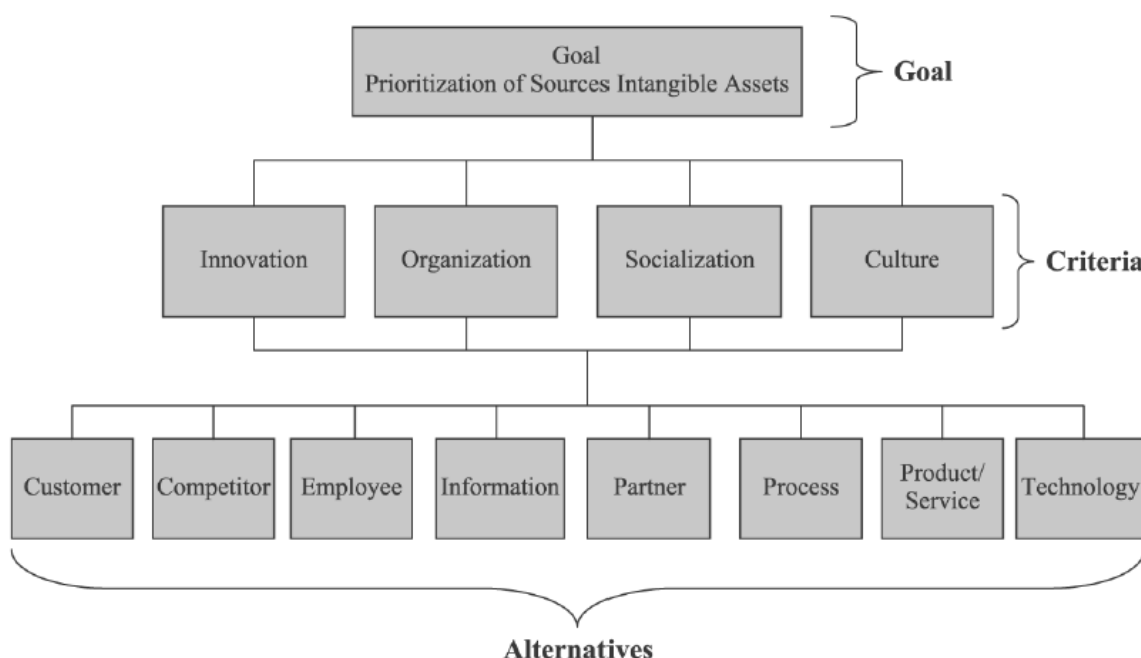 Goal
Prioritization of Sources Intangible Assets
Goal
Innovation
Organization
Socialization
Culture
Criteria
Customer
Competitor
Employee
Information
Partner
Process
Product/
Service
Technology
Alternatives